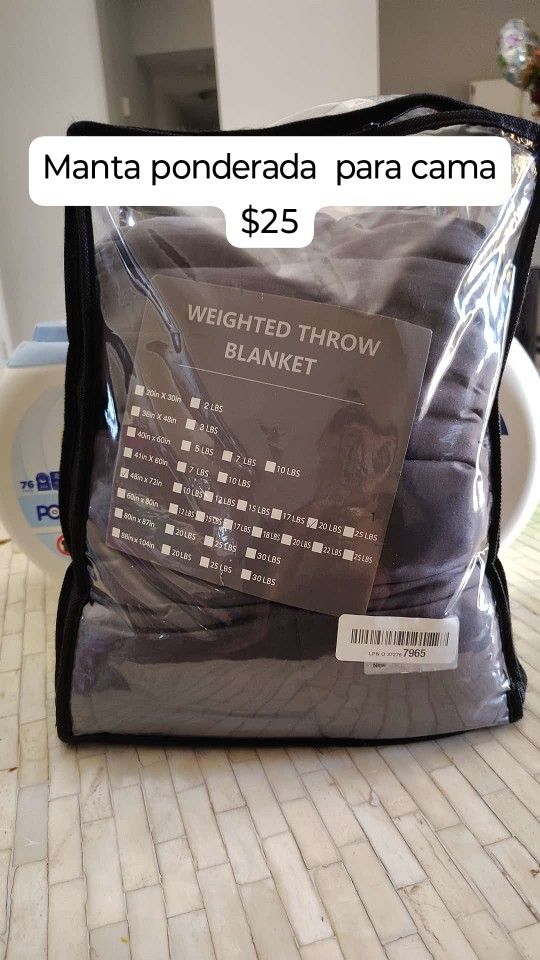 Manta ponderada para cama
$25
WEIGHTED THROW
BLANKET
20in X 30in 2 LBS
36in X 48in 3 LBS
40in x 60in 5 LBS 7 LBS 10 LBS
41in X 60in 7 LBS 10 LBS
48in x 72in 10 LBS 12 LBS 15 LBS 17 LBS 20 LBS 25 LBS
60in x 80in 12 LBS 15 LBS 17 LBS 18 LBS 20 LBS 22 LBS 25 LBS
80in x 87in 20 LBS 25 LBS 30 LBS
88in x 104in 20 LBS 25 LBS 30 LBS
7965
New
76